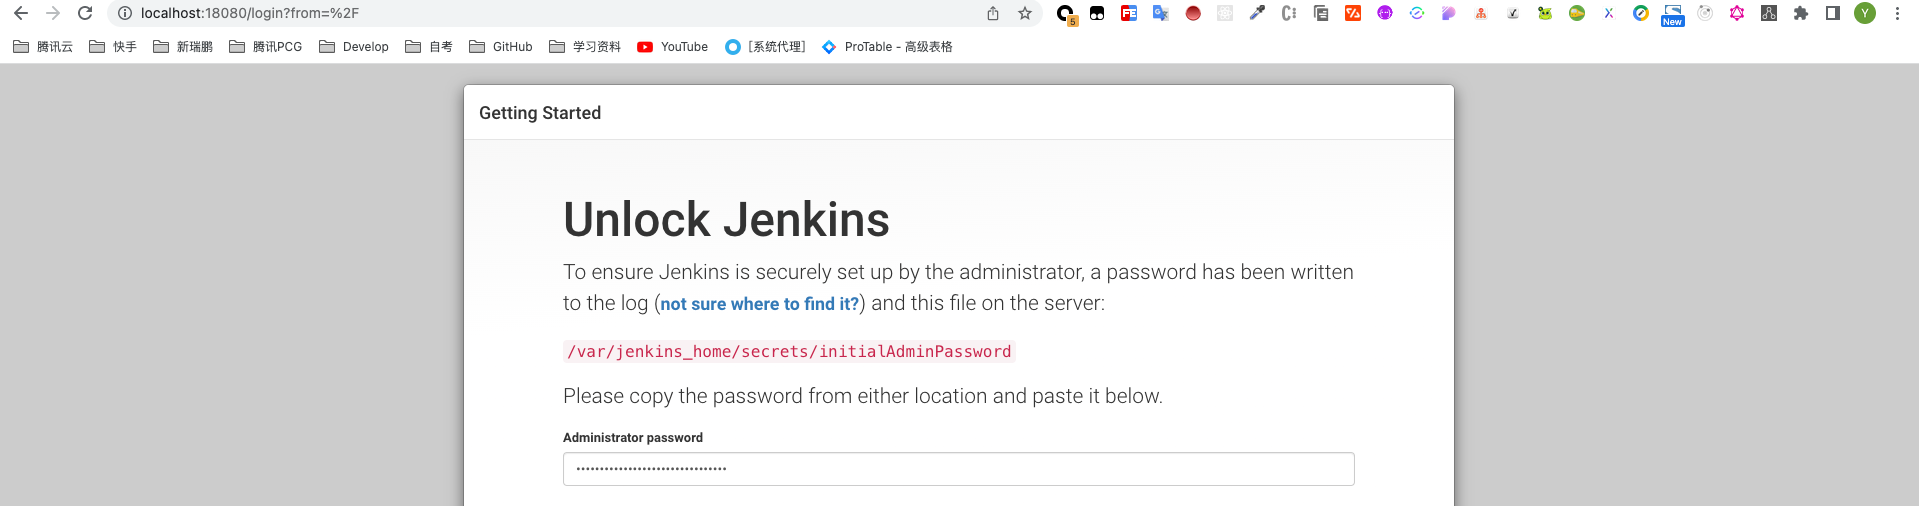 localhost:18080/login?from=%2F
5
FE
New
Y
腾讯云 快手 新瑞鹏 腾讯PCG Develop 自考 GitHub 学习资料 YouTube [系统代理] ProTable - 高级表格
Getting Started
Unlock Jenkins
To ensure Jenkins is securely set up by the administrator, a password has been written
to the log (not sure where to find it?) and this file on the server:
/var/jenkins_home/secrets/initialAdminPassword
Please copy the password from either location and paste it below.
Administrator password